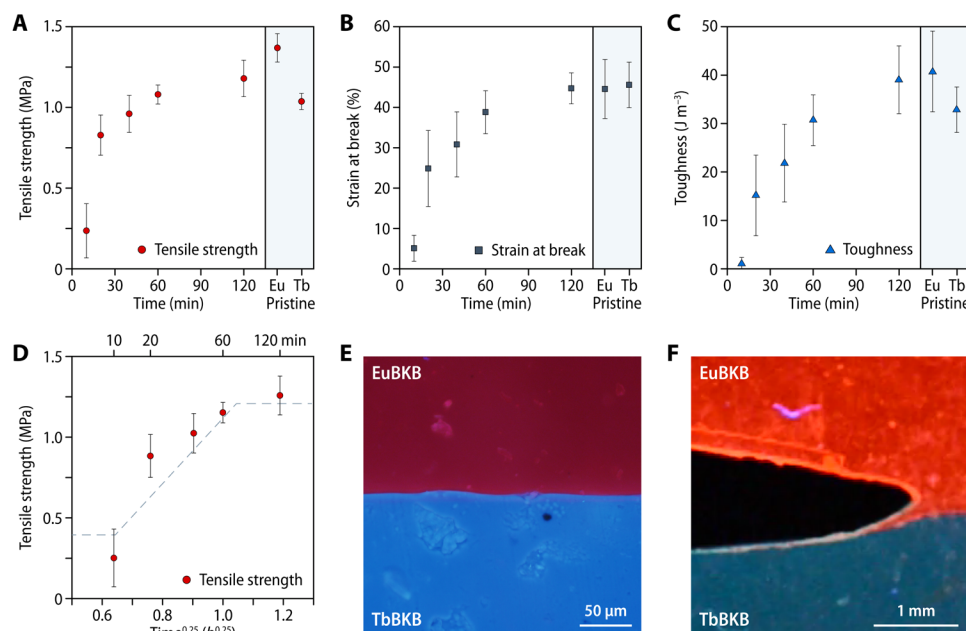 A
Tensile strength (MPa)
1.5
1.0
0.5
0
Tensile strength
0 30 60 90 120 Eu Tb
Time (min) Pristine
B
Strain at break (%)
60
50
40
30
20
10
0
Strain at break
0 30 60 90 120 Eu Tb
Time (min) Pristine
C
Toughness (J m⁻³)
50
40
30
20
10
0
Toughness
0 30 60 90 120 Eu Tb
Time (min) Pristine
D
10 20 60 120 min
Tensile strength (MPa)
1.5
1.0
0.5
0
Tensile strength
0.6 0.8 1.0 1.2
Time⁰·²⁵ (h⁰·²⁵)
E
EuBKB
TbBKB
50 µm
F
EuBKB
TbBKB
1 mm